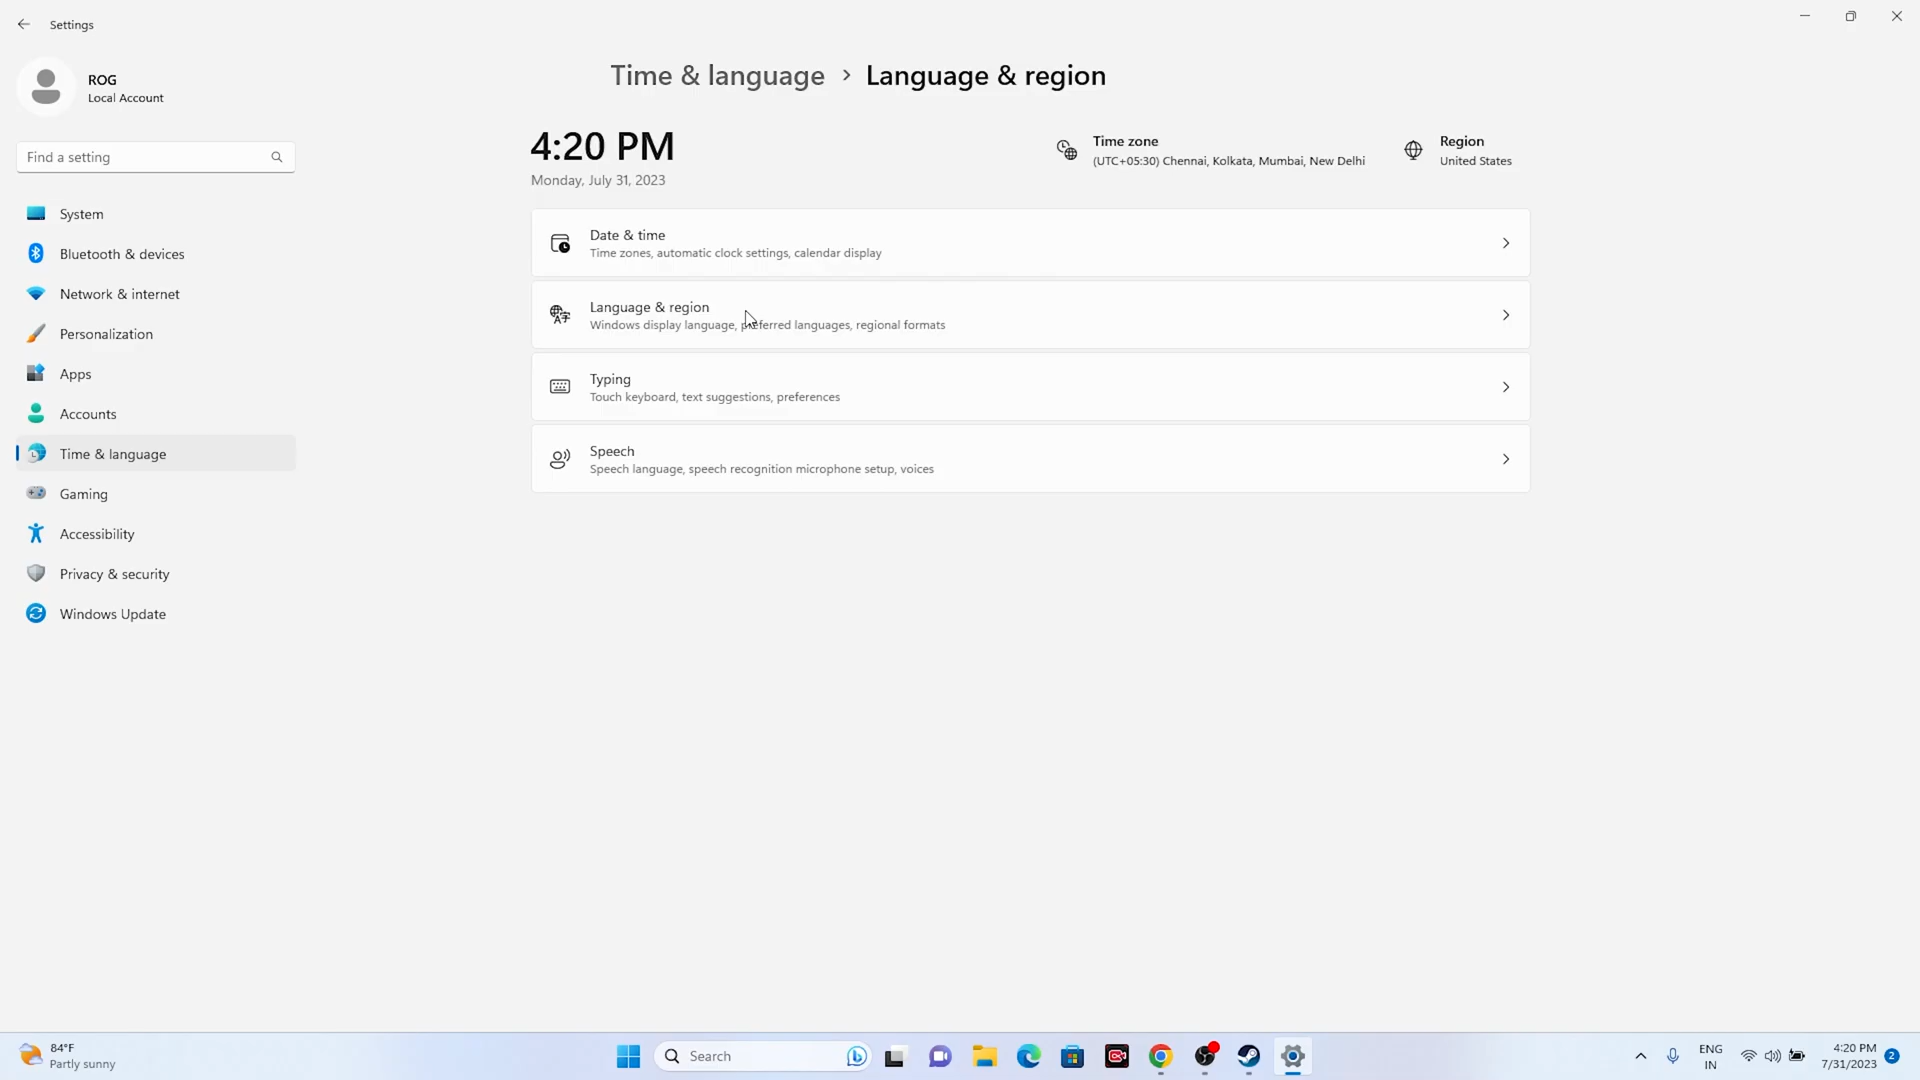 Settings
ROG
Local Account
Find a setting
System
Bluetooth & devices
Network & internet
Personalization
Apps
Accounts
Time & language
Gaming
Accessibility
Privacy & security
Windows Update
Time & language > Language & region
4:20 PM
Monday, July 31, 2023
Time zone
(UTC+05:30) Chennai, Kolkata, Mumbai, New Delhi
Region
United States
Date & time
Time zones, automatic clock settings, calendar display
Language & region
Windows display language, preferred languages, regional formats
Typing
Touch keyboard, text suggestions, preferences
Speech
Speech language, speech recognition microphone setup, voices
84°F
Partly sunny
Search
ENG
IN
4:20 PM
7/31/2023
2